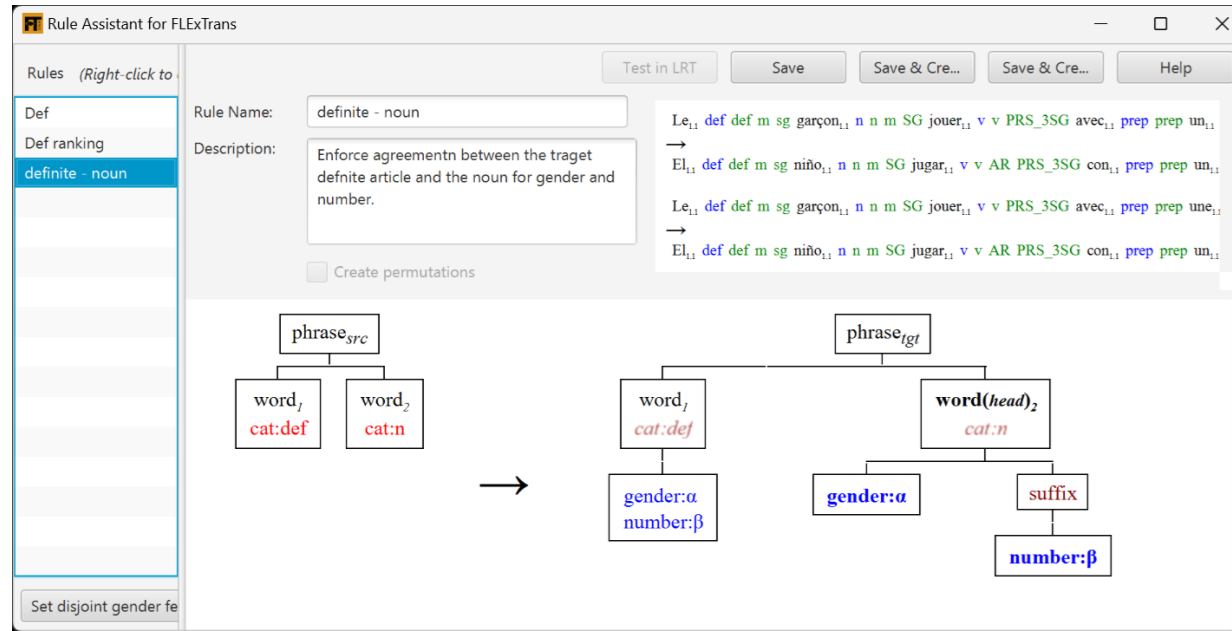 Rule Assistant for FLExTrans
Rules (Right-click to
Test in LRT Save Save & Cre... Save & Cre... Help
Def
Def ranking
definite - noun
Rule Name: definite - noun
Description: Enforce agreementn between the traget
defnite article and the noun for gender and
number.
Create permutations
Le1.1 def def m sg garçon1.1 n n m SG jouer1.1 v v PRS_3SG avec1.1 prep prep un1.1
→
El1.1 def def m sg niño1.1 n n m SG jugar1.1 v v AR PRS_3SG con1.1 prep prep un1.1
Le1.1 def def m sg garçon1.1 n n m SG jouer1.1 v v PRS_3SG avec1.1 prep prep une1.1
→
El1.1 def def m sg niño1.1 n n m SG jugar1.1 v v AR PRS_3SG con1.1 prep prep un1.1
phrasesrc
word1 word2
cat:def cat:n
→
phrasetgt
word1 word(head)2
cat:def cat:n
gender:α gender:α suffix
number:β
number:β
Set disjoint gender fe